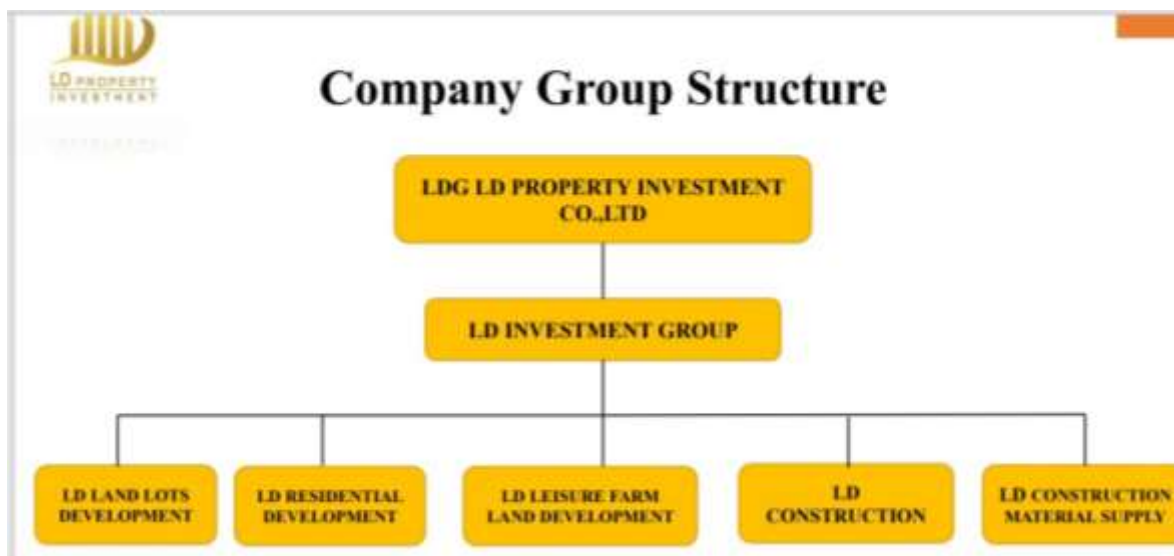 LD PROPERTY
INVESTMENT
Company Group Structure
LDG LD PROPERTY INVESTMENT
CO.,LTD
LD INVESTMENT GROUP
LD LAND LOTS
DEVELOPMENT
LD RESIDENTIAL
DEVELOPMENT
LD LEISURE FARM
LAND DEVELOPMENT
LD
CONSTRUCTION
LD CONSTRUCTION
MATERIAL SUPPLY